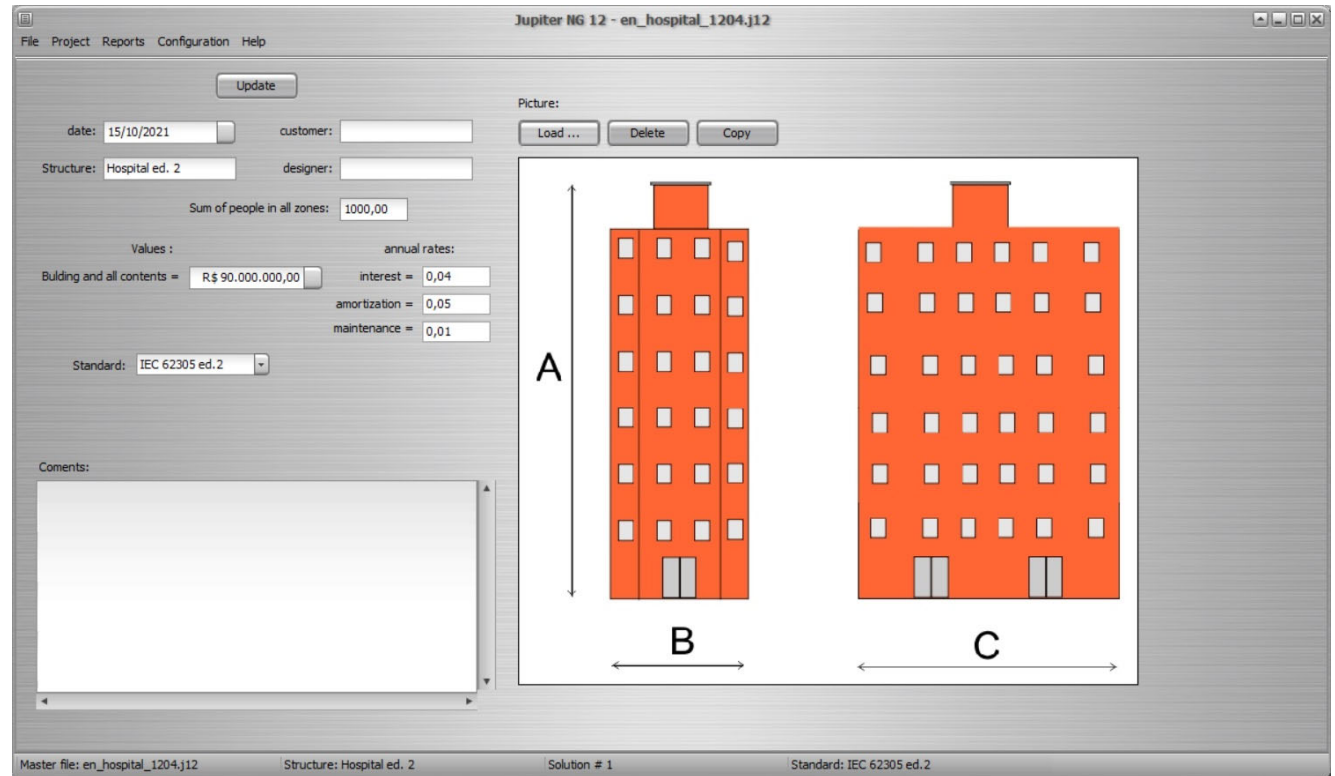 Jupiter NG 12 - en_hospital_1204.j12
File Project Reports Configuration Help
Update
date: 15/10/2021 customer:
Structure: Hospital ed. 2 designer:
Sum of people in all zones: 1000,00
Values : annual rates:
Bulding and all contents = R$ 90.000.000,00 interest = 0,04
amortization = 0,05
maintenance = 0,01
Standard: IEC 62305 ed.2
Coments:
Picture:
Load ... Delete Copy
A
B
C
Master file: en_hospital_1204.j12 Structure: Hospital ed. 2 Solution # 1 Standard: IEC 62305 ed.2